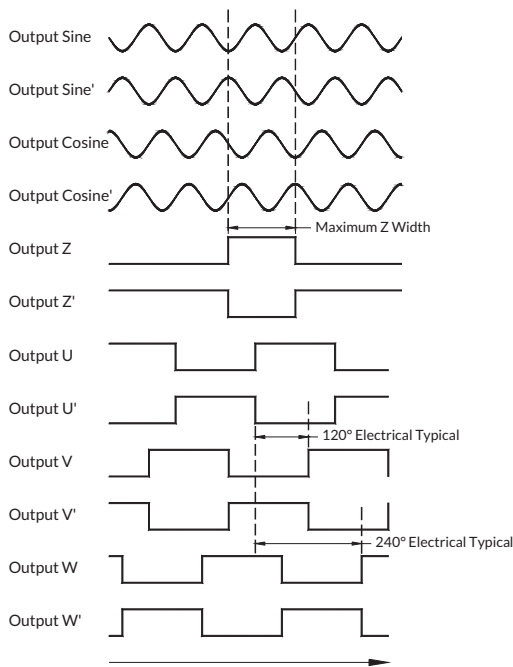 Output Sine
Output Sine'
Output Cosine
Output Cosine'
Maximum Z Width
Output Z
Output Z'
Output U
Output U'
120° Electrical Typical
Output V
Output V'
240° Electrical Typical
Output W
Output W'